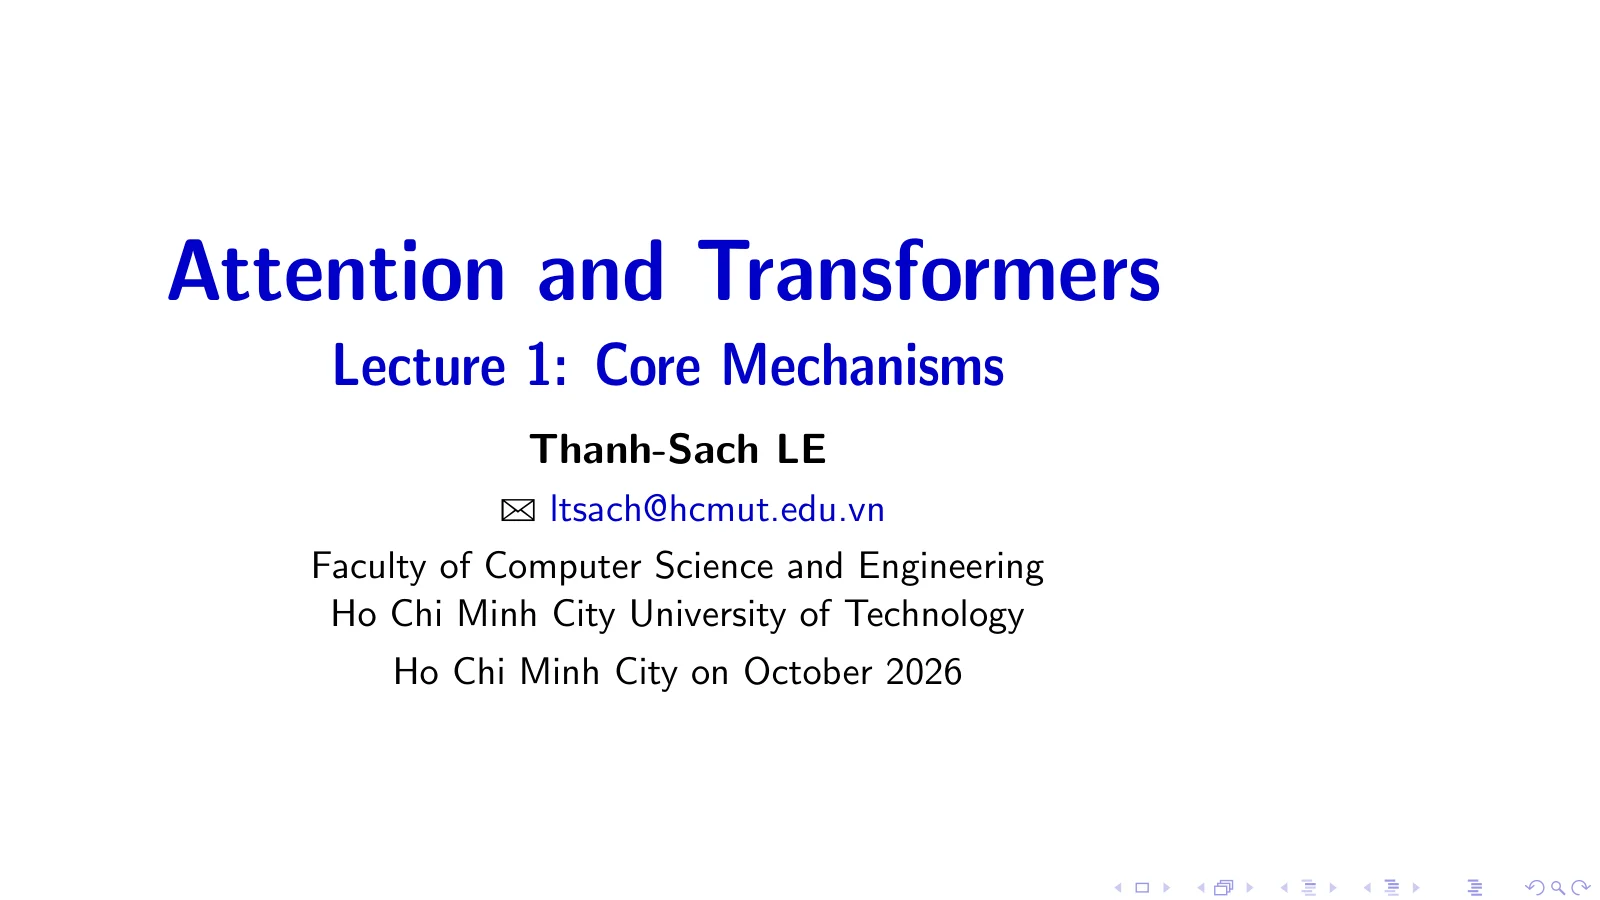 Attention and Transformers
Lecture 1: Core Mechanisms
Thanh-Sach LE
ltsach@hcmut.edu.vn
Faculty of Computer Science and Engineering
Ho Chi Minh City University of Technology
Ho Chi Minh City on October 2026